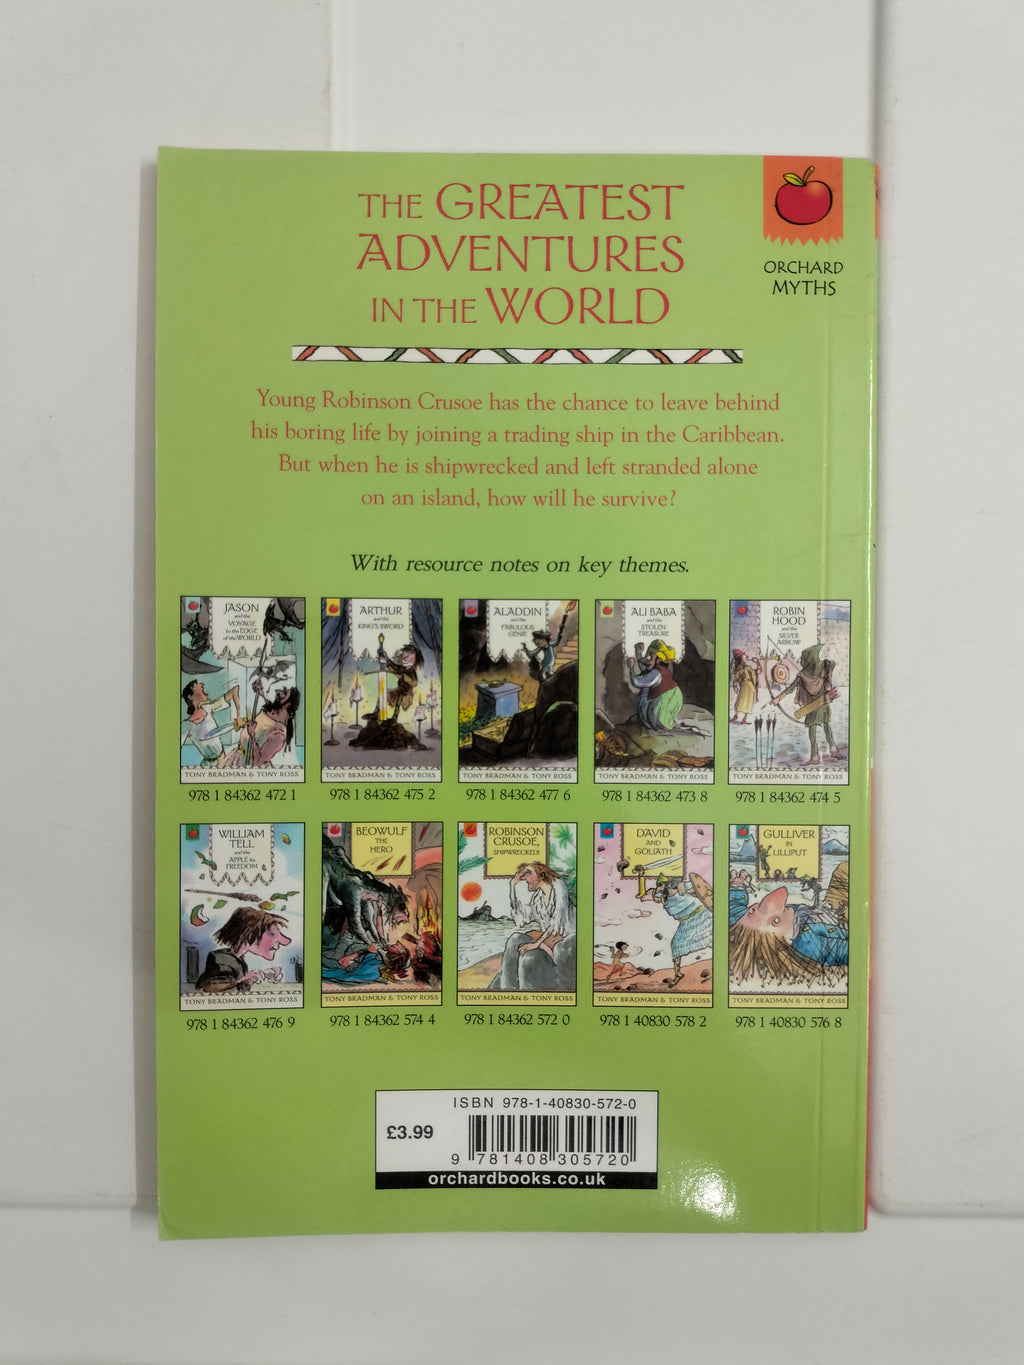 THE GREATEST
ADVENTURES
IN THE WORLD
ORCHARD
MYTHS
Young Robinson Crusoe has the chance to leave behind
his boring life by joining a trading ship in the Caribbean.
But when he is shipwrecked and left stranded alone
on an island, how will he survive?
With resource notes on key themes.
JASON
and the
VOYAGE
to the EDGE
of the WORLD
TONY BRADMAN & TONY ROSS
978 1 84362 472 1
ARTHUR
and the
KING'S SWORD
TONY BRADMAN & TONY ROSS
978 1 84362 475 2
ALADDIN
and the
FABULOUS
GENIE
TONY BRADMAN & TONY ROSS
978 1 84362 477 6
ALI BABA
and the
STOLEN
TREASURE
TONY BRADMAN & TONY ROSS
978 1 84362 473 8
ROBIN
HOOD
and the
SILVER
ARROW
TONY BRADMAN & TONY ROSS
978 1 84362 474 5
WILLIAM
TELL
and the
APPLE for
FREEDOM
TONY BRADMAN & TONY ROSS
978 1 84362 476 9
BEOWULF
THE
HERO
TONY BRADMAN & TONY ROSS
978 1 84362 574 4
ROBINSON
CRUSOE,
SHIPWRECKED!
TONY BRADMAN & TONY ROSS
978 1 84362 572 0
DAVID
AND
GOLIATH
TONY BRADMAN & TONY ROSS
978 1 40830 578 2
GULLIVER
IN
LILLIPUT
TONY BRADMAN & TONY ROSS
978 1 40830 576 8
ISBN 978-1-40830-572-0
£3.99
9 781408 305720
orchardbooks.co.uk